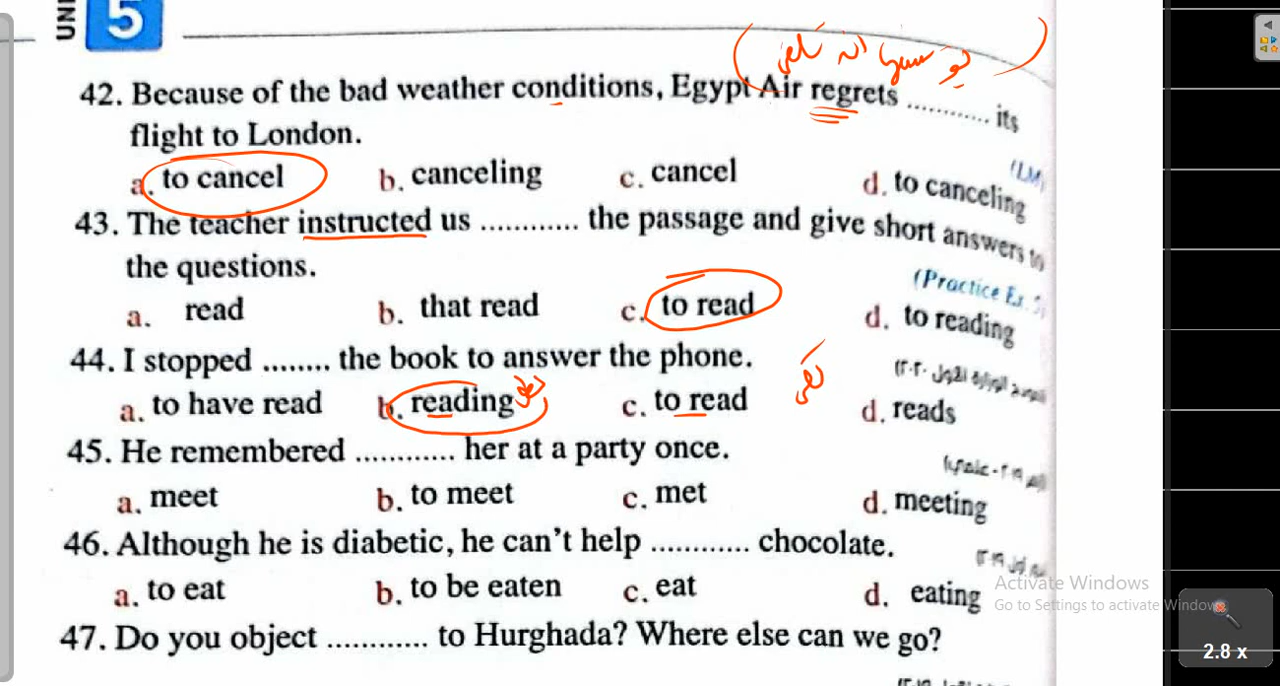 UNI
5
42. Because of the bad weather conditions, Egypt Air regrets ............ its
flight to London.
(LM)
a. to cancel b. canceling c. cancel d. to canceling
43. The teacher instructed us ............ the passage and give short answers to
the questions.
(Practice Ex.
a. read b. that read c. to read d. to reading
44. I stopped ........ the book to answer the phone.
a. to have read b. reading c. to read d. reads
45. He remembered ............ her at a party once.
a. meet b. to meet c. met d. meeting
46. Although he is diabetic, he can't help ............ chocolate.
a. to eat b. to be eaten c. eat d. eating
47. Do you object ............ to Hurghada? Where else can we go?
Activate Windows
Go to Settings to activate Windows
2.8 x